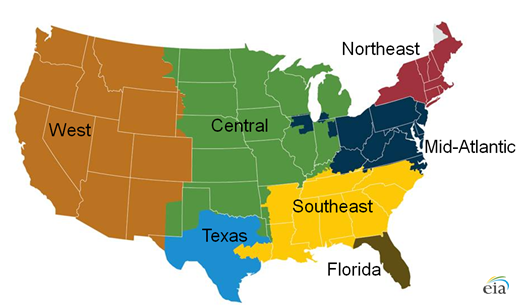 Northeast
West
Central
Mid-Atlantic
Southeast
Texas
Florida
eia